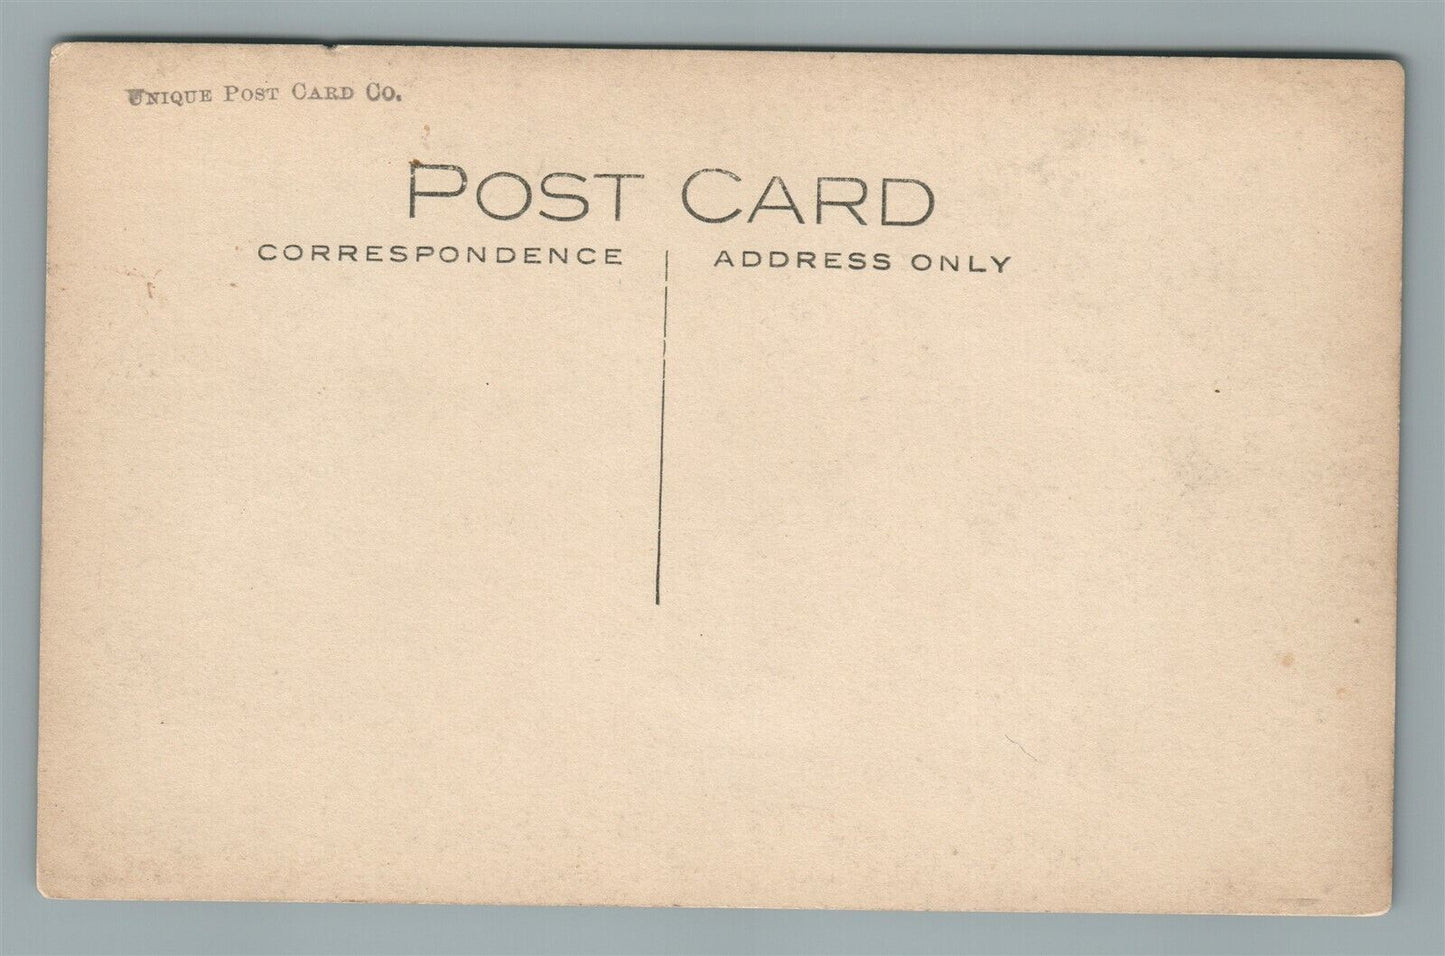 UNIQUE POST CARD CO.
POST CARD
CORRESPONDENCE
ADDRESS ONLY